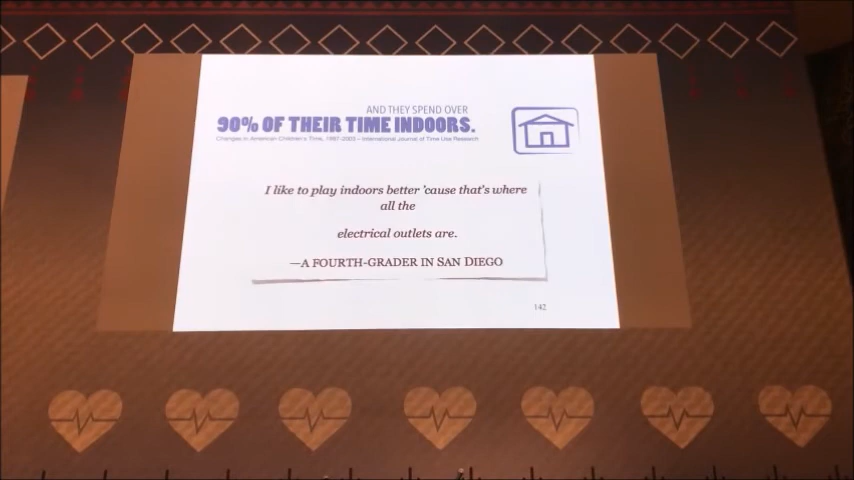 AND THEY SPEND OVER
90% OF THEIR TIME INDOORS.
Changes in American Children's Time, 1997-2003 – International Journal of Time Use Research
I like to play indoors better 'cause that's where
all the
electrical outlets are.
—A FOURTH-GRADER IN SAN DIEGO
142